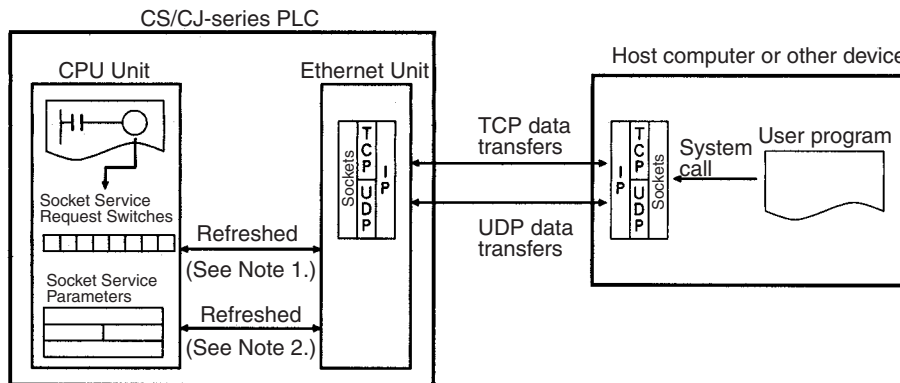 CS/CJ-series PLC
CPU Unit
Ethernet Unit
Socket Service
Request Switches
Socket Service
Parameters
Refreshed
(See Note 1.)
Refreshed
(See Note 2.)
Sockets
TCP
UDP
IP
TCP data
transfers
UDP data
transfers
Host computer or other device
IP
TCP
UDP
Sockets
System
call
User program